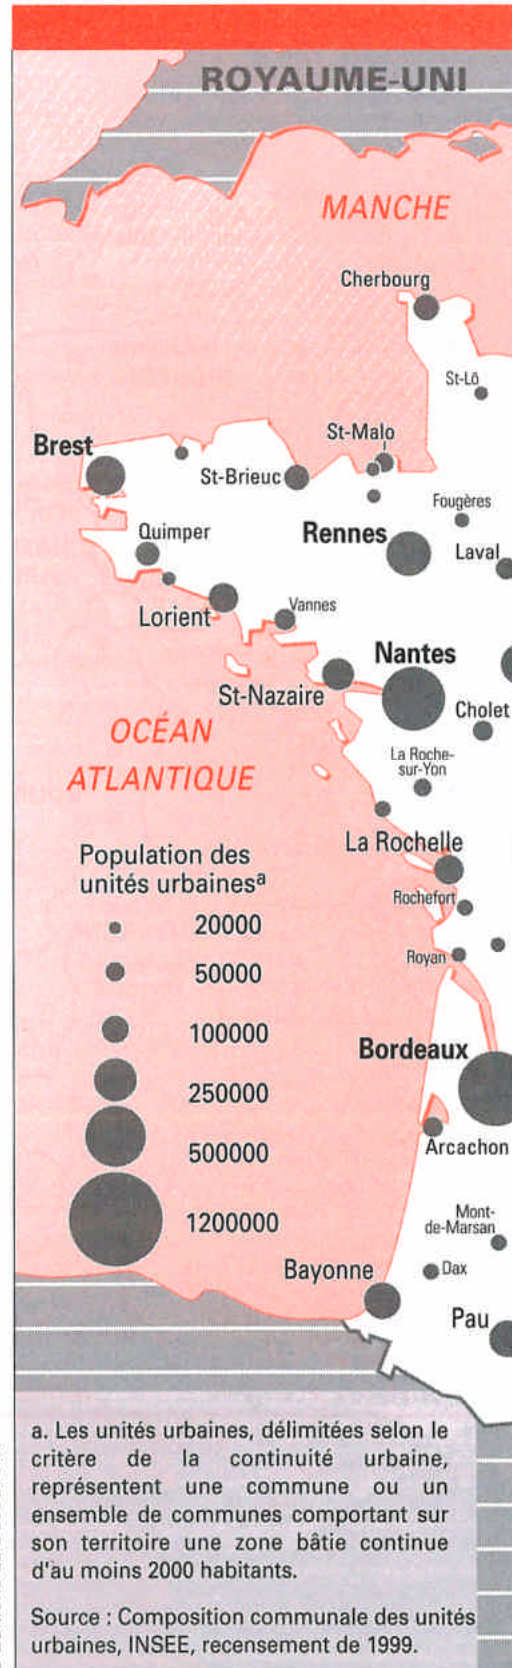 ROYAUME-UNI
MANCHE
Cherbourg
St-Lô
St-Malo
Brest
St-Brieuc
Fougères
Quimper
Rennes
Laval
Lorient
Vannes
Nantes
St-Nazaire
Cholet
OCÉAN
ATLANTIQUE
La Roche-
sur-Yon
La Rochelle
Rochefort
Royan
Population des
unités urbainesa
20000
50000
100000
250000
500000
1200000
Bordeaux
Arcachon
Mont-
de-Marsan
Dax
Bayonne
Pau
a. Les unités urbaines, délimitées selon le
critère de la continuité urbaine,
représentent une commune ou un
ensemble de communes comportant sur
son territoire une zone bâtie continue
d'au moins 2000 habitants.
Source : Composition communale des unités
urbaines, INSEE, recensement de 1999.